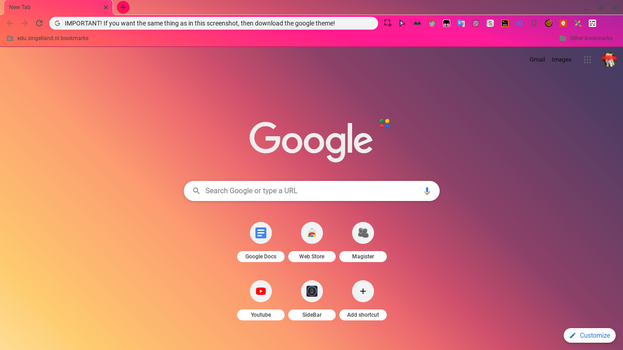 New Tab
IMPORTANT! If you want the same thing as in this screenshot, then download the google theme!
edu.singelland.nl bookmarks
Other bookmarks
Gmail Images
Google
Search Google or type a URL
Google Docs Web Store Magister
Youtube SideBar Add shortcut
Customize